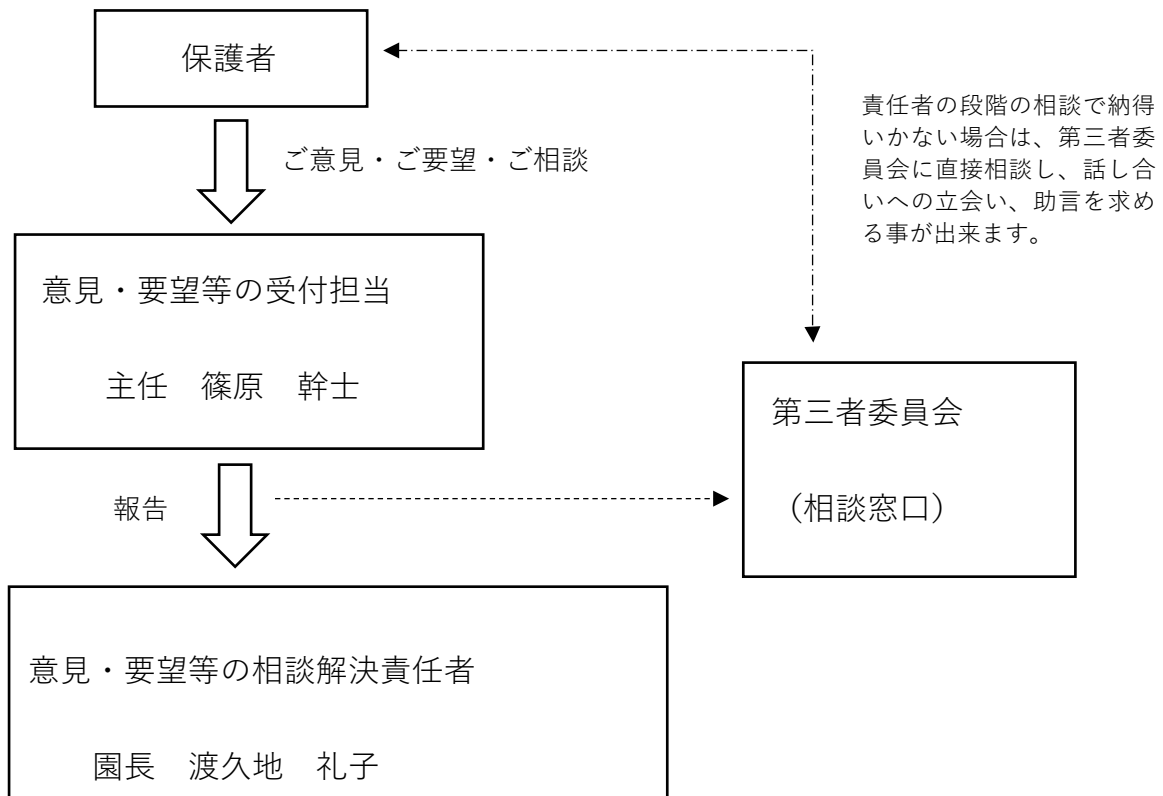 保護者
ご意見・ご要望・ご相談
責任者の段階の相談で納得
いかない場合は、第三者委
員会に直接相談し、話し合
いへの立会い、助言を求め
る事が出来ます。
意見・要望等の受付担当
主任　篠原　幹士
第三者委員会
（相談窓口）
報告
意見・要望等の相談解決責任者
園長　渡久地　礼子